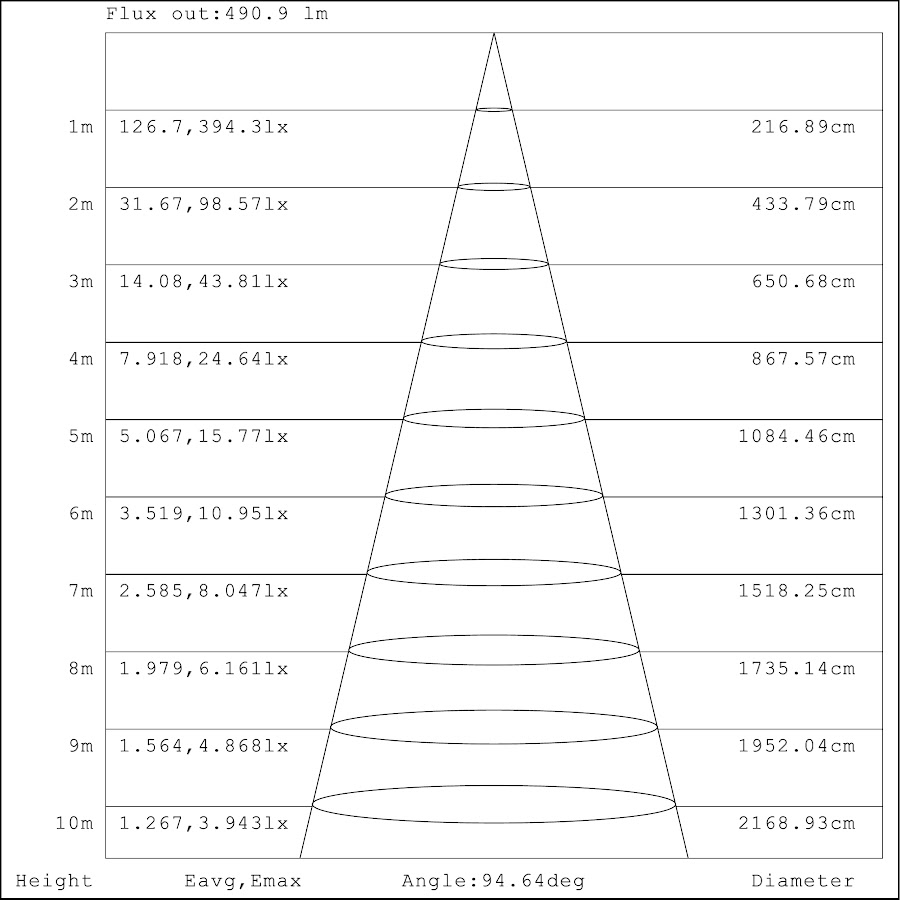 Flux out:490.9 lm
1m 126.7,394.3lx 216.89cm
2m 31.67,98.57lx 433.79cm
3m 14.08,43.81lx 650.68cm
4m 7.918,24.64lx 867.57cm
5m 5.067,15.77lx 1084.46cm
6m 3.519,10.95lx 1301.36cm
7m 2.585,8.047lx 1518.25cm
8m 1.979,6.161lx 1735.14cm
9m 1.564,4.868lx 1952.04cm
10m 1.267,3.943lx 2168.93cm
Height Eavg,Emax Angle:94.64deg Diameter